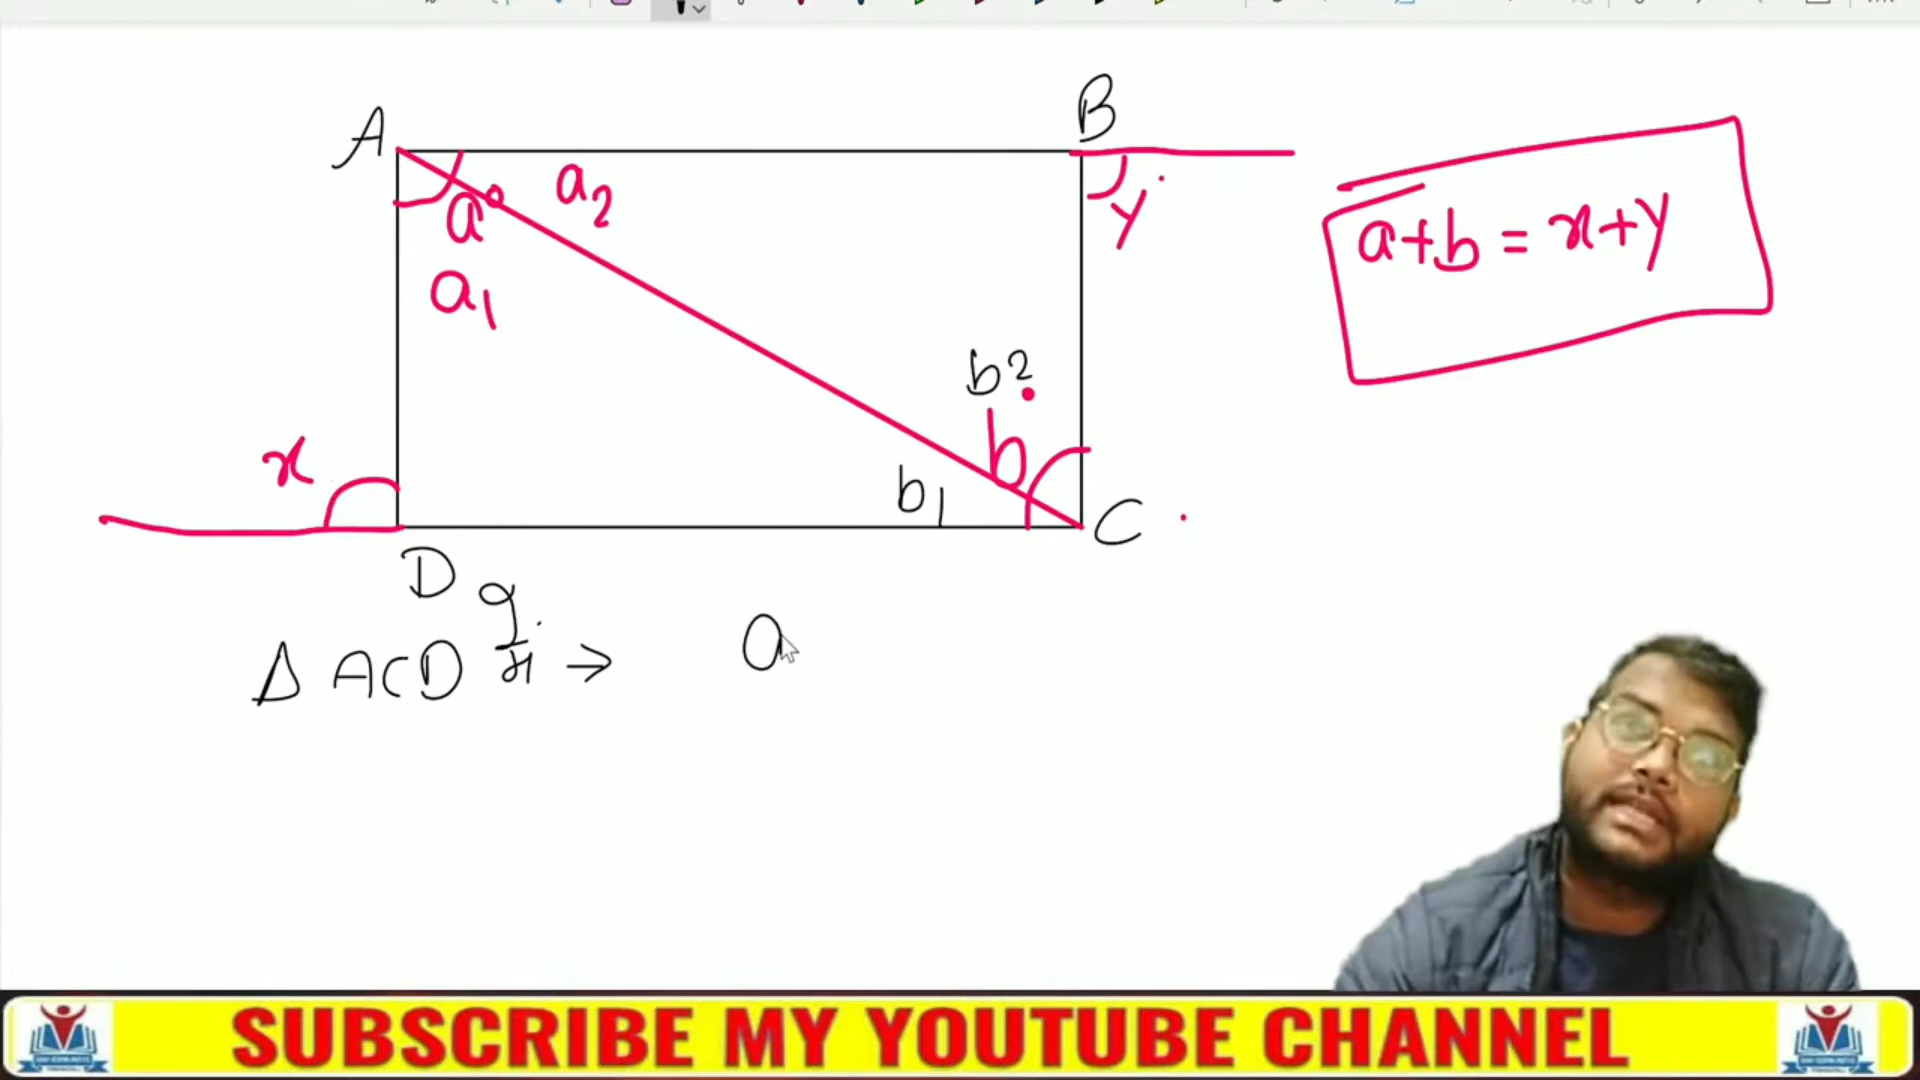 A
B
a°
a₂
y
a+b = x+y
a₁
b2
b
x
b₁
C
D
Δ ACD में → a
SUBSCRIBE MY YOUTUBE CHANNEL